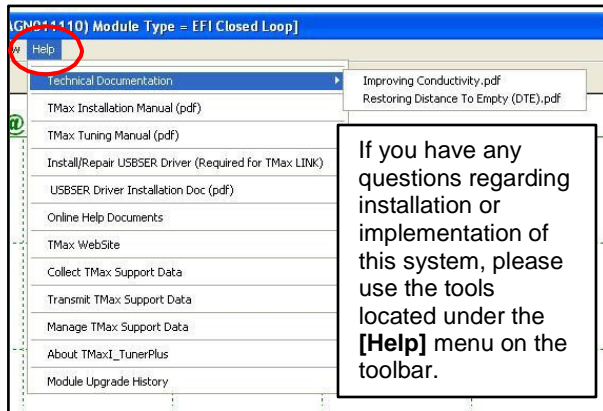 110) Module Type = EFI Closed Loop]
Help
Technical Documentation
Improving Conductivity.pdf
Restoring Distance To Empty (DTE).pdf
@
TMax Installation Manual (pdf)
TMax Tuning Manual (pdf)
Install/Repair USBSER Driver (Required for TMax LINK)
USBSER Driver Installation Doc (pdf)
Online Help Documents
TMax WebSite
Collect TMax Support Data
Transmit TMax Support Data
Manage TMax Support Data
About TMaxI_TunerPlus
Module Upgrade History
If you have any
questions regarding
installation or
implementation of
this system, please
use the tools
located under the
[Help] menu on the
toolbar.